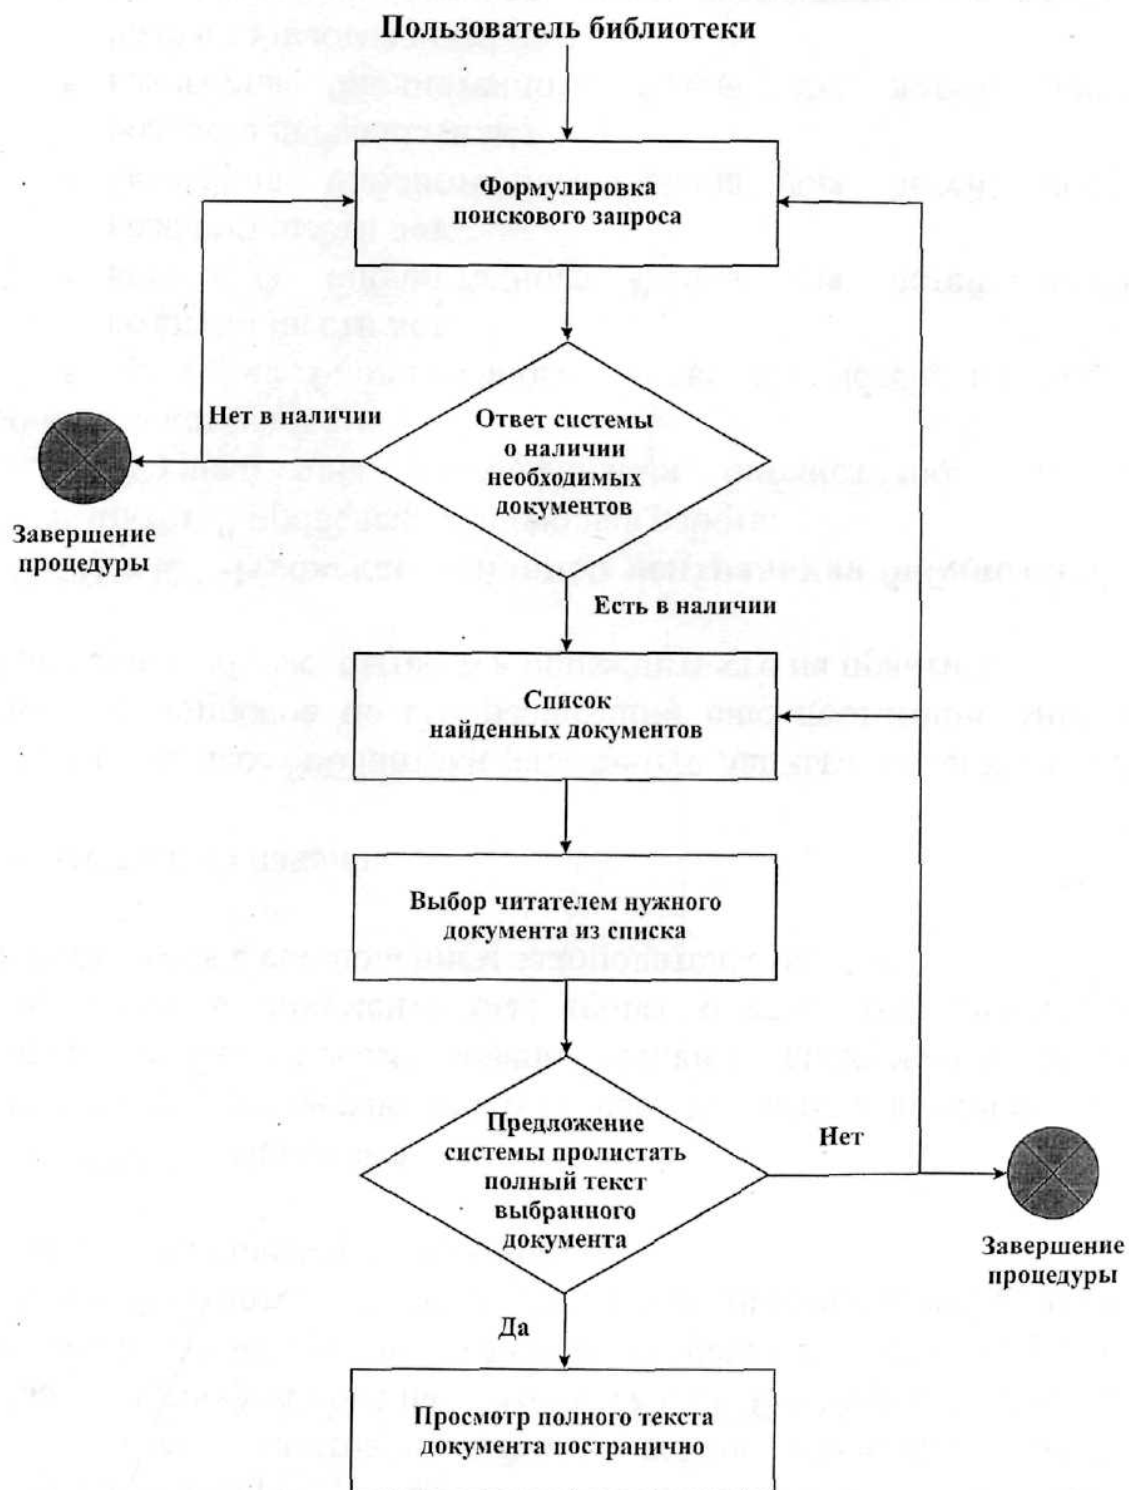 Пользователь библиотеки
Формулировка
поискового запроса
Нет в наличии
Ответ системы
о наличии
необходимых
документов
Завершение
процедуры
Есть в наличии
Список
найденных документов
Выбор читателем нужного
документа из списка
Предложение
системы пролистать
полный текст
выбранного
документа
Нет
Завершение
процедуры
Да
Просмотр полного текста
документа постранично